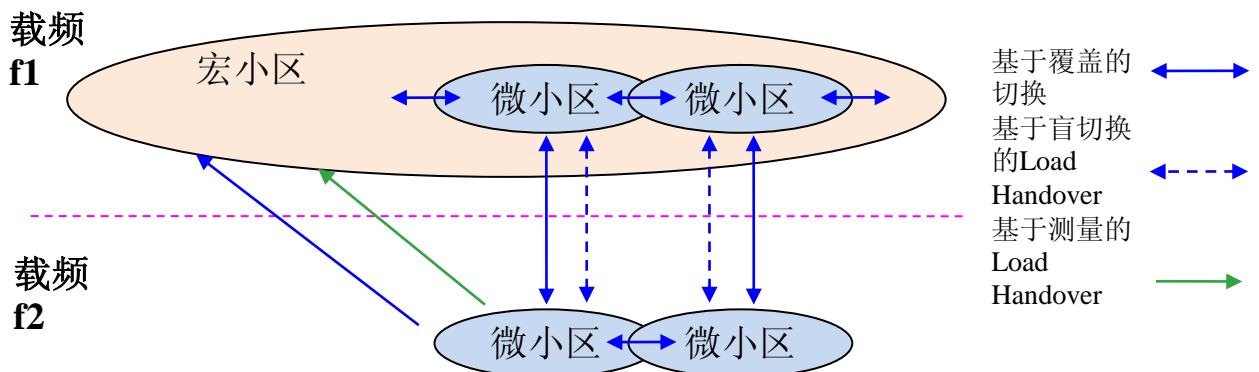 载频
f1
宏小区
微小区
微小区
载频
f2
微小区
微小区
基于覆盖的
切换
基于盲切换
的Load
Handover
基于测量的
Load
Handover